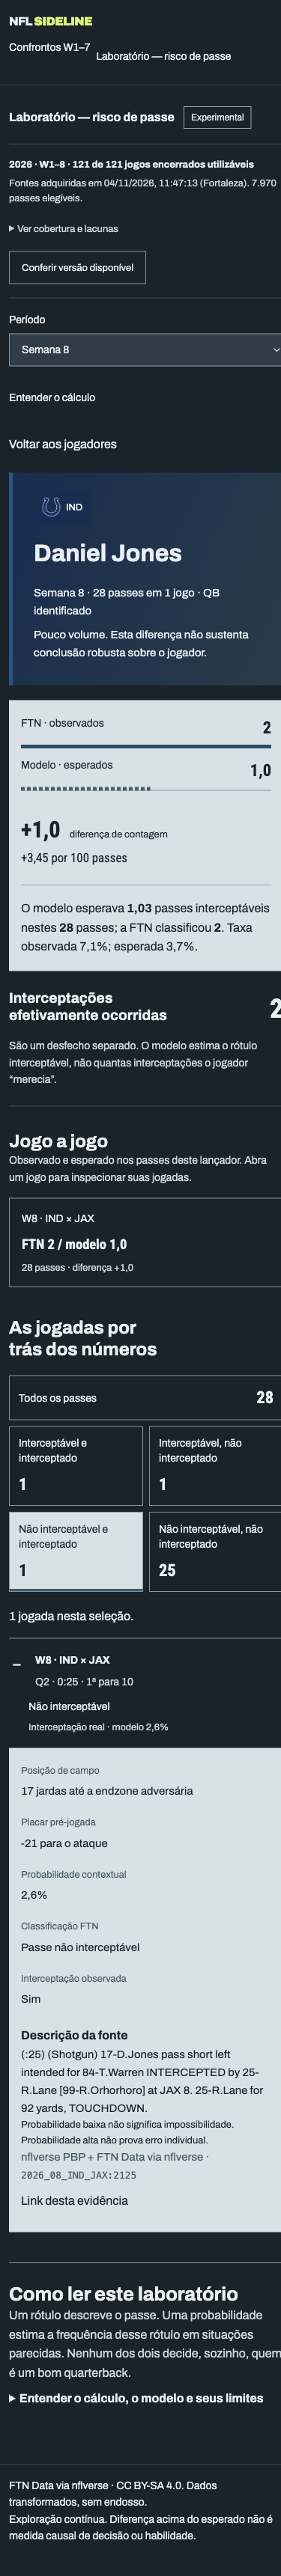 NFL SIDELINE
Confrontos W1–7
Laboratório — risco de passe
Laboratório — risco de passe
Experimental
2026 · W1–8 · 121 de 121 jogos encerrados utilizáveis
Fontes adquiridas em 04/11/2026, 11:47:13 (Fortaleza). 7.970
passes elegíveis.
▶ Ver cobertura e lacunas
Conferir versão disponível
Período
Semana 8
Entender o cálculo
Voltar aos jogadores
IND
Daniel Jones
Semana 8 · 28 passes em 1 jogo · QB
identificado
Pouco volume. Esta diferença não sustenta
conclusão robusta sobre o jogador.
FTN · observados
2
Modelo · esperados
1,0
+1,0 diferença de contagem
+3,45 por 100 passes
O modelo esperava 1,03 passes interceptáveis
nestes 28 passes; a FTN classificou 2. Taxa
observada 7,1%; esperada 3,7%.
Interceptações
efetivamente ocorridas
2
São um desfecho separado. O modelo estima o rótulo
interceptável, não quantas interceptações o jogador
“merecia”.
Jogo a jogo
Observado e esperado nos passes deste lançador. Abra
um jogo para inspecionar suas jogadas.
W8 · IND × JAX
FTN 2 / modelo 1,0
28 passes · diferença +1,0
As jogadas por
trás dos números
Todos os passes
28
Interceptável e
interceptado
1
Interceptável, não
interceptado
1
Não interceptável e
interceptado
1
Não interceptável, não
interceptado
25
1 jogada nesta seleção.
–
W8 · IND × JAX
Q2 · 0:25 · 1ª para 10
Não interceptável
Interceptação real · modelo 2,6%
Posição de campo
17 jardas até a endzone adversária
Placar pré-jogada
-21 para o ataque
Probabilidade contextual
2,6%
Classificação FTN
Passe não interceptável
Interceptação observada
Sim
Descrição da fonte
(:25) (Shotgun) 17-D.Jones pass short left
intended for 84-T.Warren INTERCEPTED by 25-
R.Lane [99-R.Orhorhoro] at JAX 8. 25-R.Lane for
92 yards, TOUCHDOWN.
Probabilidade baixa não significa impossibilidade.
Probabilidade alta não prova erro individual.
nflverse PBP + FTN Data via nflverse ·
2026_08_IND_JAX:2125
Link desta evidência
Como ler este laboratório
Um rótulo descreve o passe. Uma probabilidade
estima a frequência desse rótulo em situações
parecidas. Nenhum dos dois decide, sozinho, quem
é um bom quarterback.
▶ Entender o cálculo, o modelo e seus limites
FTN Data via nflverse · CC BY-SA 4.0. Dados
transformados, sem endosso.
Exploração contínua. Diferença acima do esperado não é
medida causal de decisão ou habilidade.